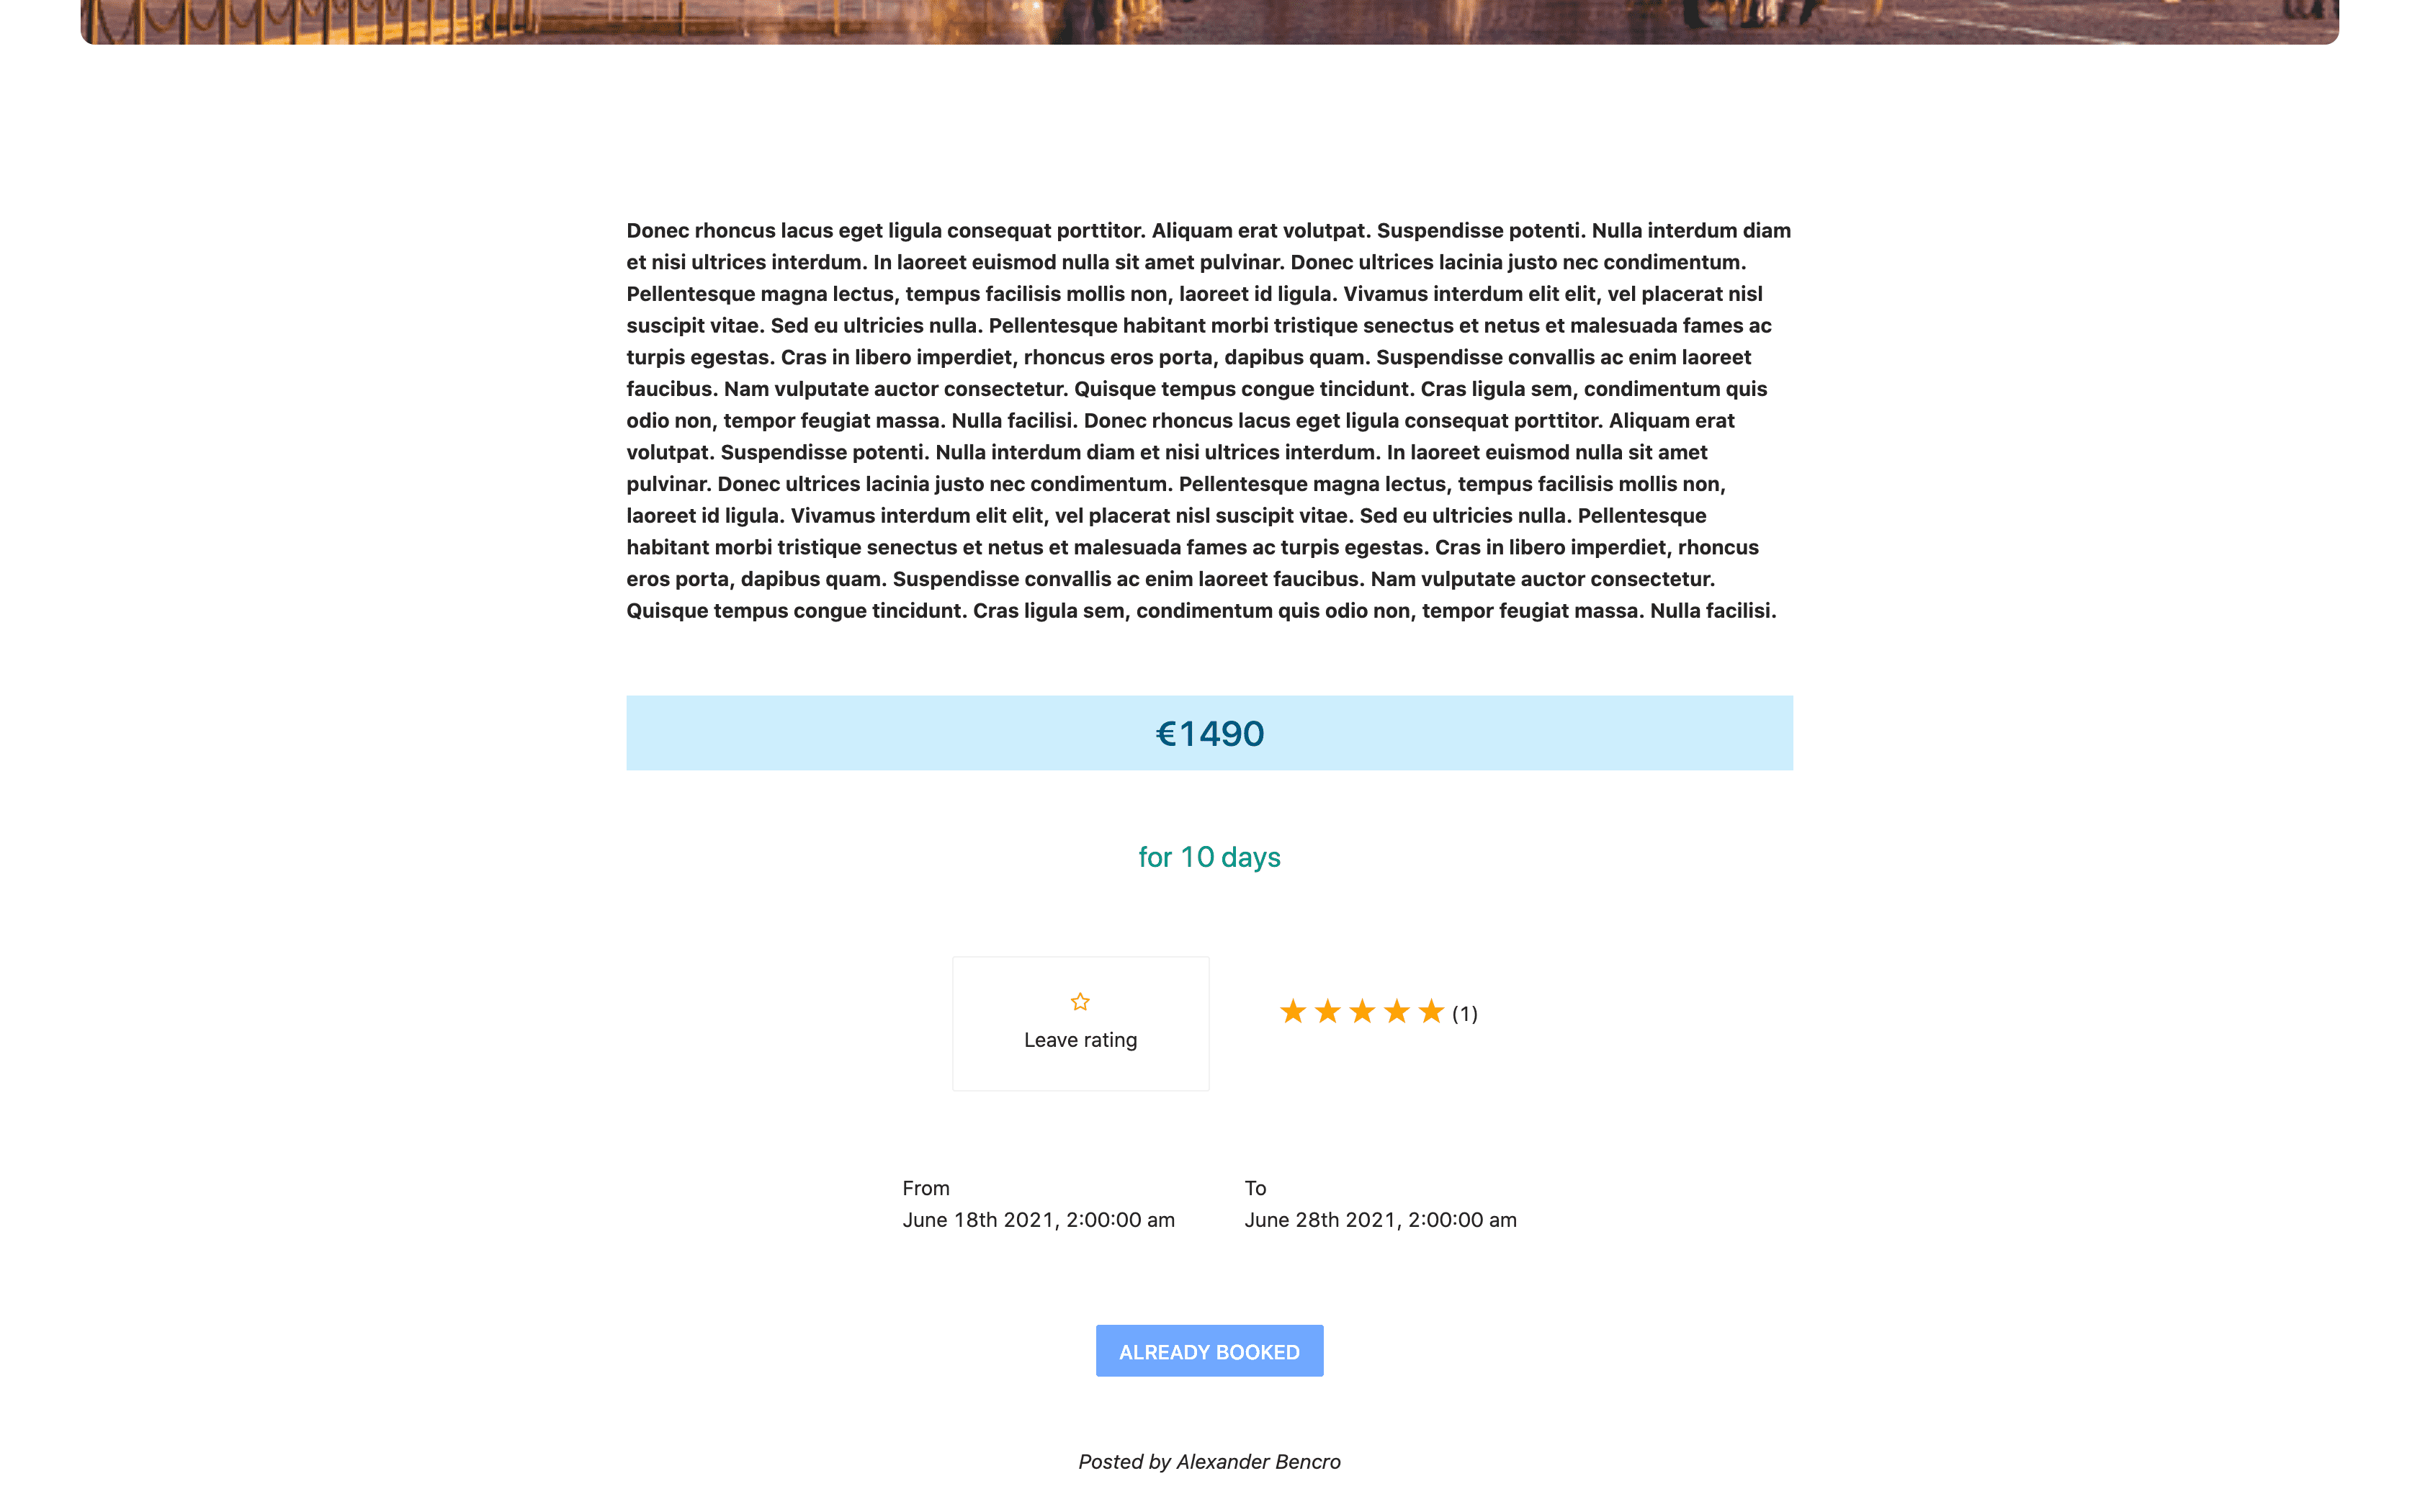 Donec rhoncus lacus eget ligula consequat porttitor. Aliquam erat volutpat. Suspendisse potenti. Nulla interdum diam
et nisi ultrices interdum. In laoreet euismod nulla sit amet pulvinar. Donec ultrices lacinia justo nec condimentum.
Pellentesque magna lectus, tempus facilisis mollis non, laoreet id ligula. Vivamus interdum elit elit, vel placerat nisl
suscipit vitae. Sed eu ultricies nulla. Pellentesque habitant morbi tristique senectus et netus et malesuada fames ac
turpis egestas. Cras in libero imperdiet, rhoncus eros porta, dapibus quam. Suspendisse convallis ac enim laoreet
faucibus. Nam vulputate auctor consectetur. Quisque tempus congue tincidunt. Cras ligula sem, condimentum quis
odio non, tempor feugiat massa. Nulla facilisi. Donec rhoncus lacus eget ligula consequat porttitor. Aliquam erat
volutpat. Suspendisse potenti. Nulla interdum diam et nisi ultrices interdum. In laoreet euismod nulla sit amet
pulvinar. Donec ultrices lacinia justo nec condimentum. Pellentesque magna lectus, tempus facilisis mollis non,
laoreet id ligula. Vivamus interdum elit elit, vel placerat nisl suscipit vitae. Sed eu ultricies nulla. Pellentesque
habitant morbi tristique senectus et netus et malesuada fames ac turpis egestas. Cras in libero imperdiet, rhoncus
eros porta, dapibus quam. Suspendisse convallis ac enim laoreet faucibus. Nam vulputate auctor consectetur.
Quisque tempus congue tincidunt. Cras ligula sem, condimentum quis odio non, tempor feugiat massa. Nulla facilisi.
€1490
for 10 days
Leave rating
(1)
From
June 18th 2021, 2:00:00 am
To
June 28th 2021, 2:00:00 am
ALREADY BOOKED
Posted by Alexander Bencro